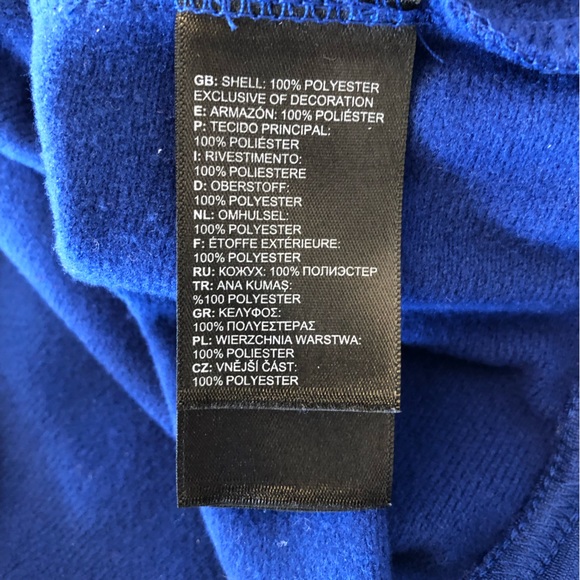 GB: SHELL: 100% POLYESTER
EXCLUSIVE OF DECORATION
E: ARMAZÓN: 100% POLIÉSTER
P: TECIDO PRINCIPAL:
100% POLIÉSTER
I: RIVESTIMENTO:
100% POLIESTERE
D: OBERSTOFF:
100% POLYESTER
NL: OMHULSEL:
100% POLYESTER
F: ÉTOFFE EXTÉRIEURE:
100% POLYESTER
RU: КОЖУХ: 100% ПОЛИЭСТЕР
TR: ANA KUMAŞ:
%100 POLYESTER
GR: ΚΕΛΥΦΟΣ:
100% ΠΟΛΥΕΣΤΕΡΑΣ
PL: WIERZCHNIA WARSTWA:
100% POLIESTER
CZ: VNĚJŠÍ ČÁST:
100% POLYESTER